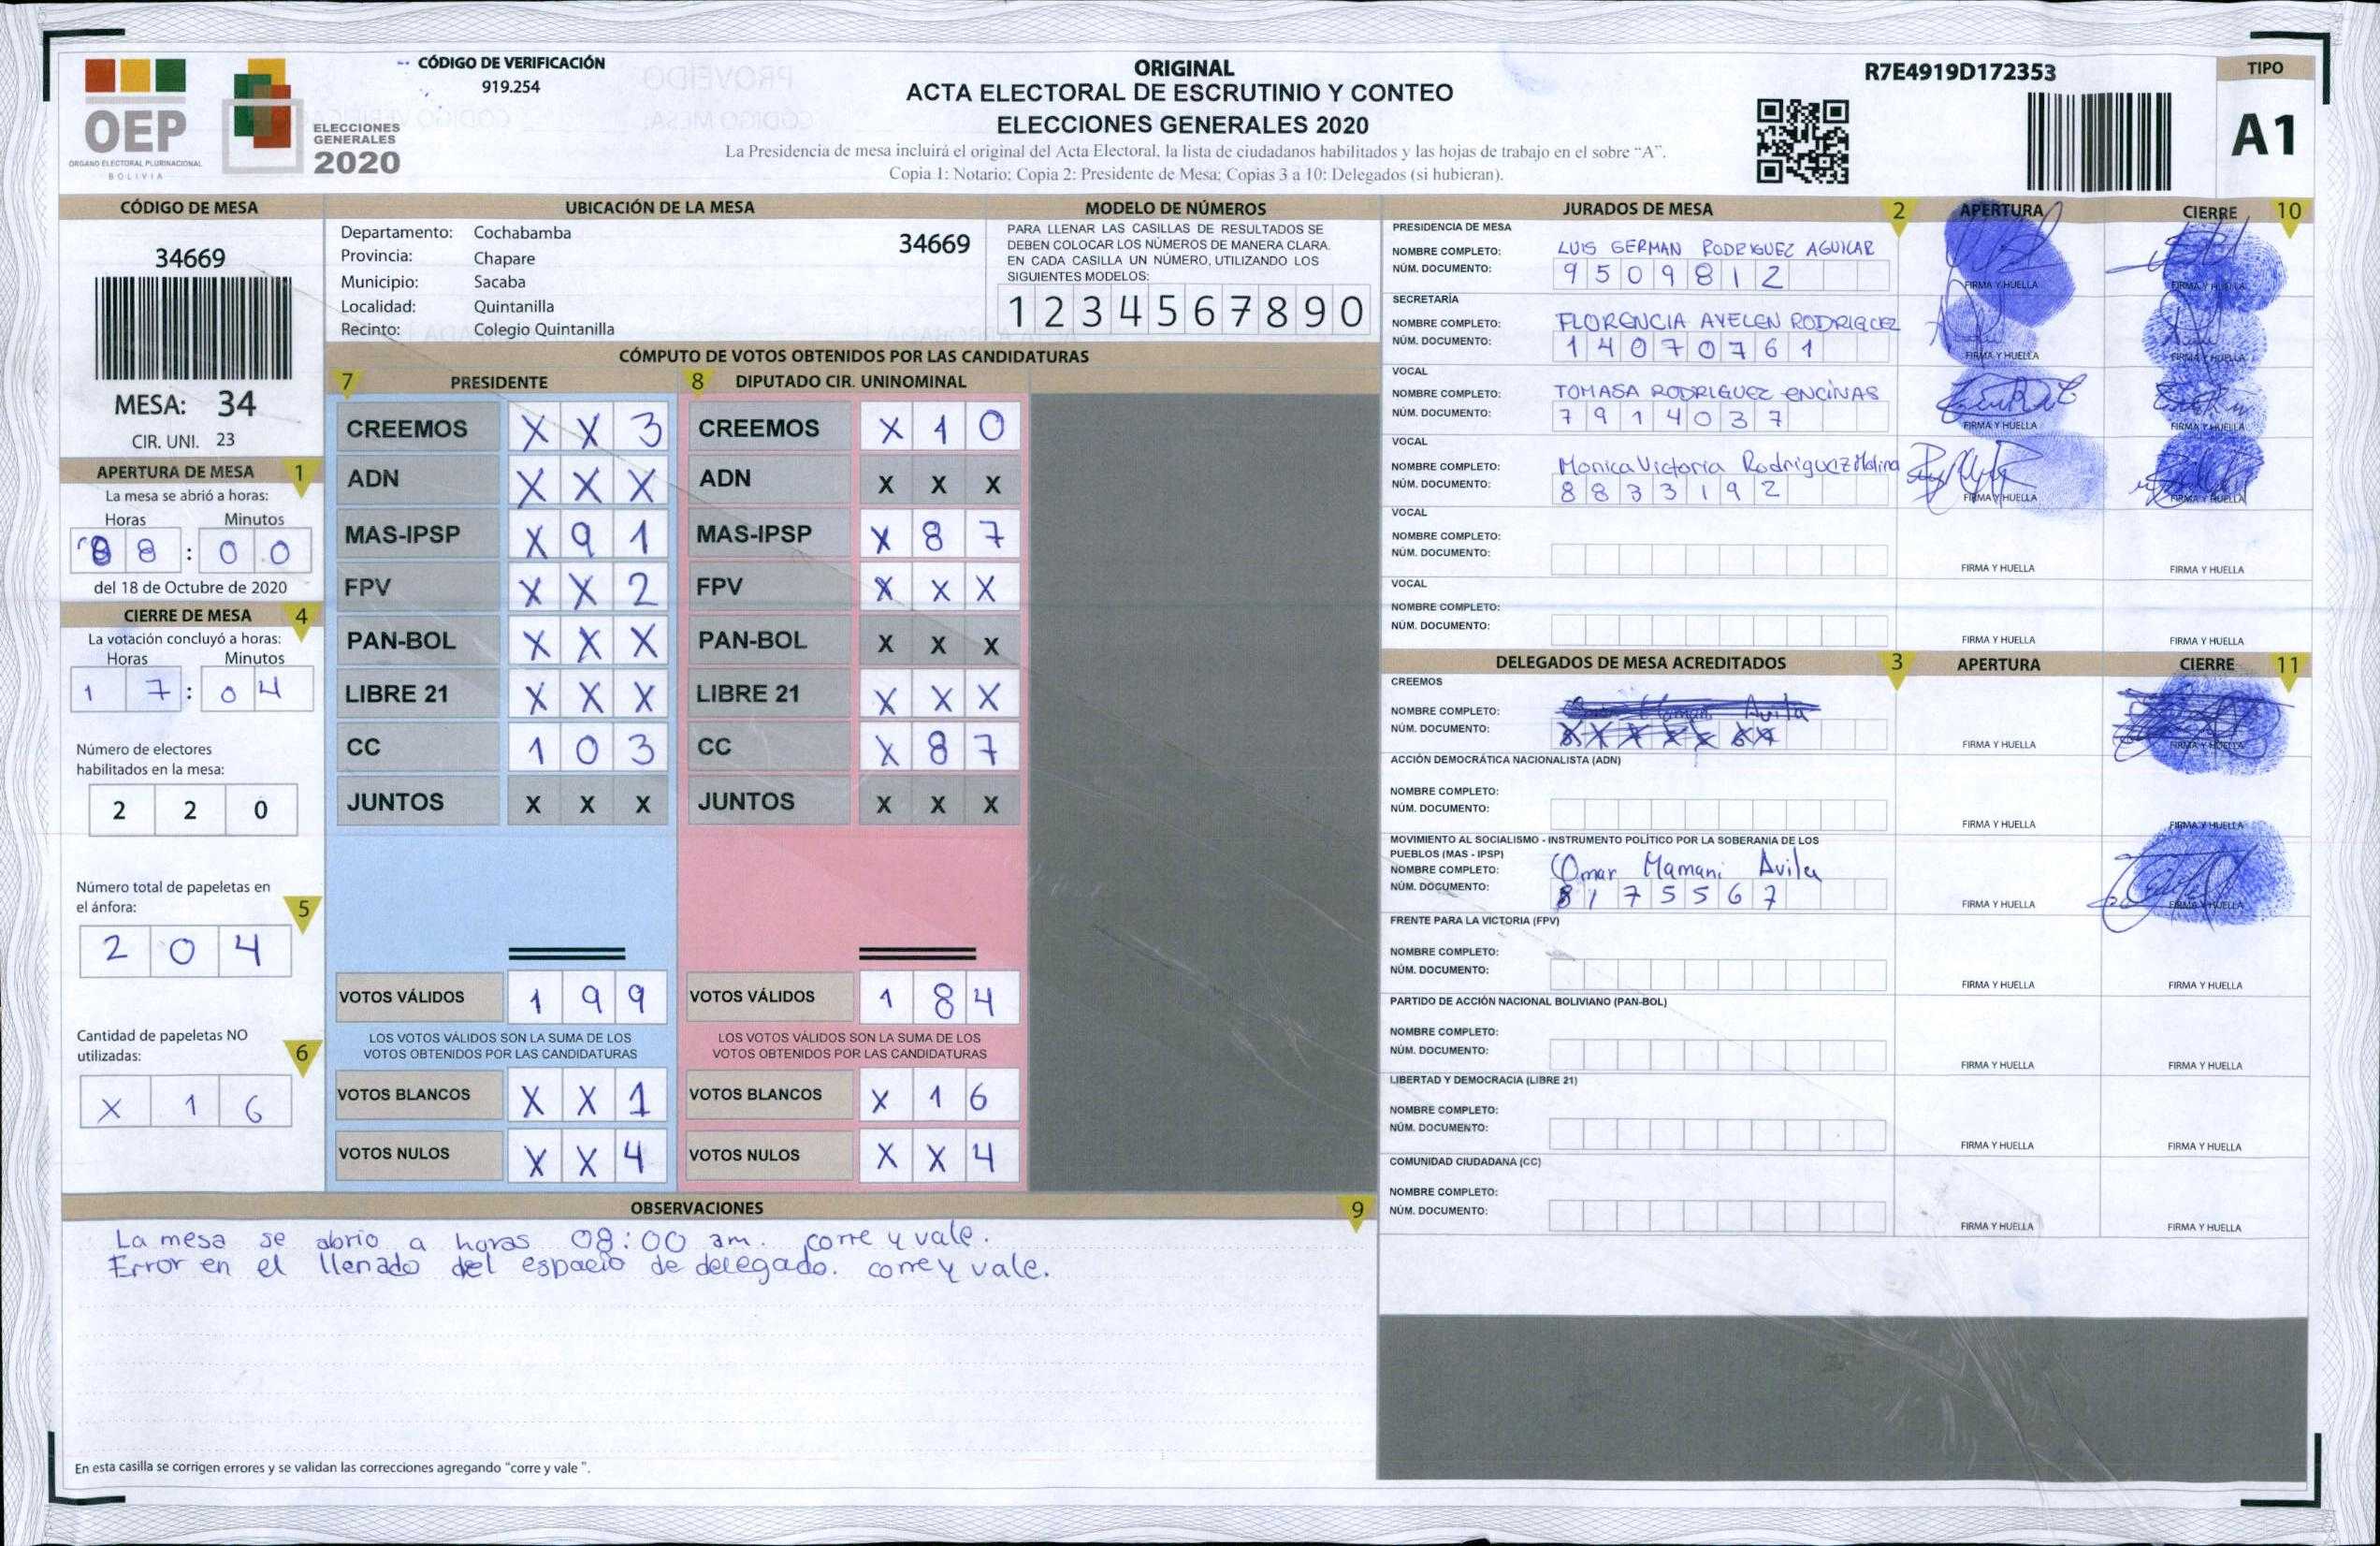 OEP
ÓRGANO ELECTORAL PLURINACIONAL
BOLIVIA
ELECCIONES
GENERALES
2020
CÓDIGO DE VERIFICACIÓN
919.254
ORIGINAL
ACTA ELECTORAL DE ESCRUTINIO Y CONTEO
ELECCIONES GENERALES 2020
La Presidencia de mesa incluirá el original del Acta Electoral, la lista de ciudadanos habilitados y las hojas de trabajo en el sobre "A".
Copia 1: Notario; Copia 2: Presidente de Mesa; Copias 3 a 10: Delegados (si hubieran).
R7E4919D172353
TIPO
A1
CÓDIGO DE MESA
34669
MESA: 34
CIR. UNI. 23
APERTURA DE MESA 1
La mesa se abrió a horas:
Horas Minutos
8 : 0 0
del 18 de Octubre de 2020
CIERRE DE MESA 4
La votación concluyó a horas:
Horas Minutos
1 7 : 0 4
Número de electores
habilitados en la mesa:
2 2 0
Número total de papeletas en
el ánfora: 5
2 0 4
Cantidad de papeletas NO
utilizadas: 6
X 1 6
UBICACIÓN DE LA MESA
Departamento: Cochabamba
34669
Provincia: Chapare
Municipio: Sacaba
Localidad: Quintanilla
Recinto: Colegio Quintanilla
MODELO DE NÚMEROS
PARA LLENAR LAS CASILLAS DE RESULTADOS SE
DEBEN COLOCAR LOS NÚMEROS DE MANERA CLARA.
EN CADA CASILLA UN NÚMERO, UTILIZANDO LOS
SIGUIENTES MODELOS:
1 2 3 4 5 6 7 8 9 0
CÓMPUTO DE VOTOS OBTENIDOS POR LAS CANDIDATURAS
7 PRESIDENTE 8 DIPUTADO CIR. UNINOMINAL
CREEMOS X X 3 CREEMOS X 1 0
ADN X X X ADN X X X
MAS-IPSP X 9 1 MAS-IPSP X 8 7
FPV X X 2 FPV X X X
PAN-BOL X X X PAN-BOL X X X
LIBRE 21 X X X LIBRE 21 X X X
CC 1 0 3 CC X 8 7
JUNTOS X X X JUNTOS X X X
VOTOS VÁLIDOS 1 9 9 VOTOS VÁLIDOS 1 8 4
LOS VOTOS VÁLIDOS SON LA SUMA DE LOS LOS VOTOS VÁLIDOS SON LA SUMA DE LOS
VOTOS OBTENIDOS POR LAS CANDIDATURAS VOTOS OBTENIDOS POR LAS CANDIDATURAS
VOTOS BLANCOS X X 1 VOTOS BLANCOS X 1 6
VOTOS NULOS X X 4 VOTOS NULOS X X 4
OBSERVACIONES 9
La mesa se abrio a horas 08:00 am. corre y vale.
Error en el llenado del espacio de delegado. corre y vale.
En esta casilla se corrigen errores y se validan las correcciones agregando "corre y vale ".
JURADOS DE MESA 2 APERTURA CIERRE 10
PRESIDENCIA DE MESA
NOMBRE COMPLETO: LUIS GERMAN RODRIGUEZ AGUILAR
NÚM. DOCUMENTO: 9 5 0 9 8 1 2
FIRMA Y HUELLA FIRMA Y HUELLA
SECRETARÍA
NOMBRE COMPLETO: FLORENCIA AYELEN RODRIGUEZ
NÚM. DOCUMENTO: 1 4 0 7 0 7 6 1
FIRMA Y HUELLA FIRMA Y HUELLA
VOCAL
NOMBRE COMPLETO: TOMASA RODRIGUEZ ENCINAS
NÚM. DOCUMENTO: 7 9 1 4 0 3 7
FIRMA Y HUELLA FIRMA Y HUELLA
VOCAL
NOMBRE COMPLETO: Monica Victoria Rodriguez Molina
NÚM. DOCUMENTO: 8 8 3 3 1 9 2
FIRMA Y HUELLA FIRMA Y HUELLA
VOCAL
NOMBRE COMPLETO:
NÚM. DOCUMENTO:
FIRMA Y HUELLA FIRMA Y HUELLA
VOCAL
NOMBRE COMPLETO:
NÚM. DOCUMENTO:
FIRMA Y HUELLA FIRMA Y HUELLA
DELEGADOS DE MESA ACREDITADOS 3 APERTURA CIERRE 11
CREEMOS
NOMBRE COMPLETO: Mamani Avila
NÚM. DOCUMENTO:
FIRMA Y HUELLA FIRMA Y HUELLA
ACCIÓN DEMOCRÁTICA NACIONALISTA (ADN)
NOMBRE COMPLETO:
NÚM. DOCUMENTO:
FIRMA Y HUELLA FIRMA Y HUELLA
MOVIMIENTO AL SOCIALISMO - INSTRUMENTO POLÍTICO POR LA SOBERANIA DE LOS
PUEBLOS (MAS - IPSP)
NOMBRE COMPLETO: Omar Mamani Avila
NÚM. DOCUMENTO: 8 1 7 5 5 6 7
FIRMA Y HUELLA FIRMA Y HUELLA
FRENTE PARA LA VICTORIA (FPV)
NOMBRE COMPLETO:
NÚM. DOCUMENTO:
FIRMA Y HUELLA FIRMA Y HUELLA
PARTIDO DE ACCIÓN NACIONAL BOLIVIANO (PAN-BOL)
NOMBRE COMPLETO:
NÚM. DOCUMENTO:
FIRMA Y HUELLA FIRMA Y HUELLA
LIBERTAD Y DEMOCRACIA (LIBRE 21)
NOMBRE COMPLETO:
NÚM. DOCUMENTO:
FIRMA Y HUELLA FIRMA Y HUELLA
COMUNIDAD CIUDADANA (CC)
NOMBRE COMPLETO:
NÚM. DOCUMENTO:
FIRMA Y HUELLA FIRMA Y HUELLA